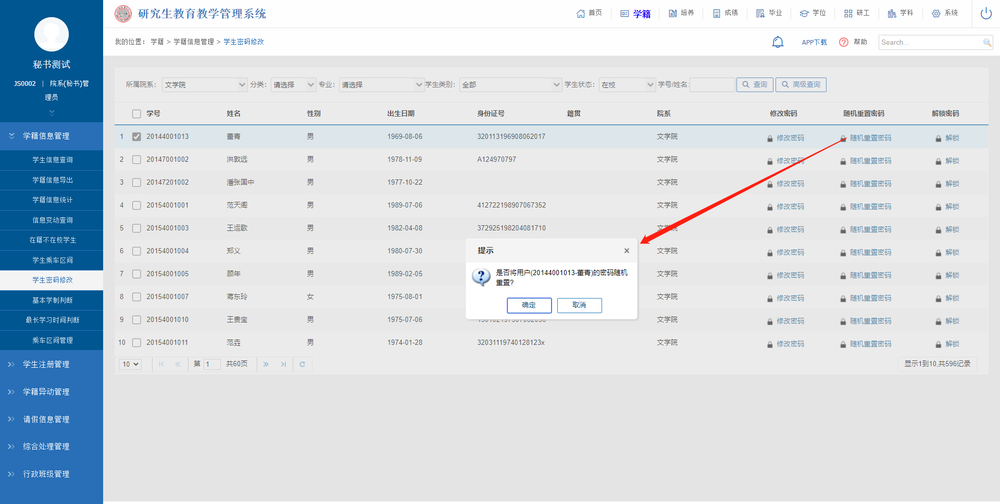 研究生教育教学管理系统
首页 学籍 培养 成绩 毕业 学位 研工 学科 系统
秘书测试
JS0002 | 院系(秘书)管
理员
我的位置： 学籍 > 学籍信息管理 > 学生密码修改
APP下载 帮助 Search...
学籍信息管理
学生信息查询
学籍信息导出
学籍信息统计
信息变动查询
在籍不在校学生
学生乘车区间
学生密码修改
基本学制判断
最长学习时间判断
乘车区间管理
学生注册管理
学籍异动管理
请假信息管理
综合处理管理
行政班级管理
所属院系： 文学院 分类： 请选择 专业： 请选择 学生类别： 全部 学生状态： 在校 学号/姓名: 查询 高级查询
学号 姓名 性别 出生日期 身份证号 籍贯 院系 修改密码 随机重置密码 解锁密码
1 20144001013 董青 男 1969-08-06 320113196908062017 文学院 修改密码 随机重置密码 解锁
2 20147001002 洪敦远 男 1978-11-09 A124970797 文学院 修改密码 随机重置密码 解锁
3 20147201002 潘张国中 男 1977-10-22 文学院 修改密码 随机重置密码 解锁
4 20154001001 范天阁 男 1989-07-06 412722198907067352 文学院 修改密码 随机重置密码 解锁
5 20154001003 王运歌 男 1982-04-08 372925198204081710 文学院 修改密码 随机重置密码 解锁
6 20154001004 郑义 男 1980-07-30 文学院 修改密码 随机重置密码 解锁
7 20154001005 顾年 男 1989-02-05 文学院 修改密码 随机重置密码 解锁
8 20154001007 蒋东玲 女 1975-08-01 文学院 修改密码 随机重置密码 解锁
9 20154001010 王贵宝 男 1975-07-06 文学院 修改密码 随机重置密码 解锁
10 20154001011 范垚 男 1974-01-28 32031119740128123x 文学院 修改密码 随机重置密码 解锁
10 第 1 共60页 显示1到10,共596记录
提示 ×
是否将用户(20144001013-董青)的密码随机
重置?
确定 取消